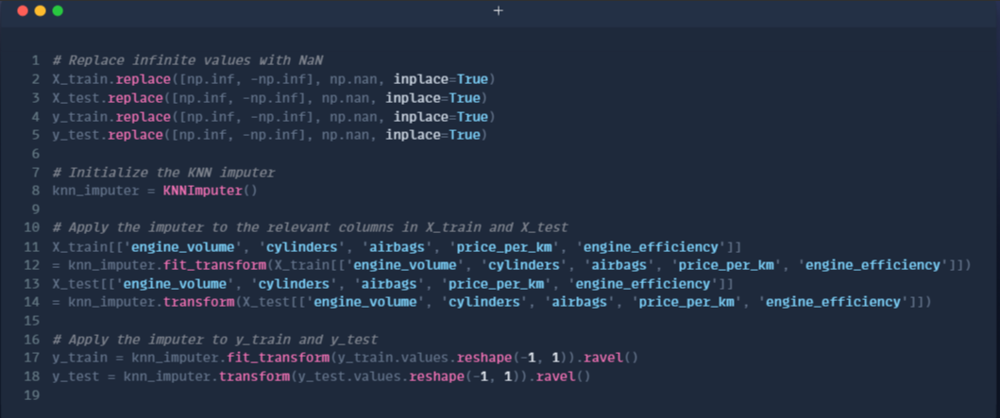 +
1 # Replace infinite values with NaN
2 X_train.replace([np.inf, -np.inf], np.nan, inplace=True)
3 X_test.replace([np.inf, -np.inf], np.nan, inplace=True)
4 y_train.replace([np.inf, -np.inf], np.nan, inplace=True)
5 y_test.replace([np.inf, -np.inf], np.nan, inplace=True)
6
7 # Initialize the KNN imputer
8 knn_imputer = KNNImputer()
9
10 # Apply the imputer to the relevant columns in X_train and X_test
11 X_train[['engine_volume', 'cylinders', 'airbags', 'price_per_km', 'engine_efficiency']]
12 = knn_imputer.fit_transform(X_train[['engine_volume', 'cylinders', 'airbags', 'price_per_km', 'engine_efficiency']])
13 X_test[['engine_volume', 'cylinders', 'airbags', 'price_per_km', 'engine_efficiency']]
14 = knn_imputer.transform(X_test[['engine_volume', 'cylinders', 'airbags', 'price_per_km', 'engine_efficiency']])
15
16 # Apply the imputer to y_train and y_test
17 y_train = knn_imputer.fit_transform(y_train.values.reshape(-1, 1)).ravel()
18 y_test = knn_imputer.transform(y_test.values.reshape(-1, 1)).ravel()
19